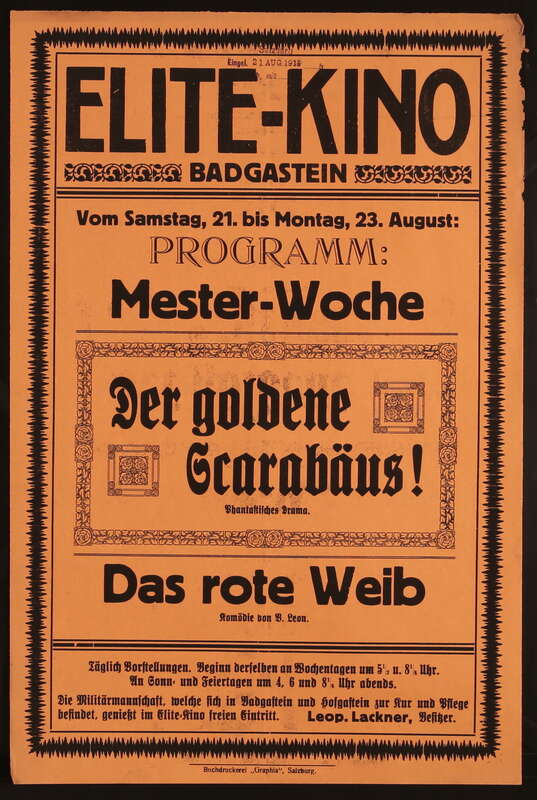 Eingel. 21 AUG 1915
ELITE-KINO
BADGASTEIN
Vom Samstag, 21. bis Montag, 23. August:
PROGRAMM:
Mester-Woche
Der goldene
Scarabäus!
Phantastisches Drama.
Das rote Weib
Komödie von V. Leon.
Täglich Vorstellungen. Beginn derselben an Wochentagen um 5½ u. 8¼ Uhr.
An Sonn- und Feiertagen um 4, 6 und 8¼ Uhr abends.
Die Militärmannschaft, welche sich in Badgastein und Hofgastein zur Kur und Pflege
befindet, genießt im Elite-Kino freien Eintritt. Leop. Lackner, Besitzer.
Buchdruckerei „Graphia", Salzburg.